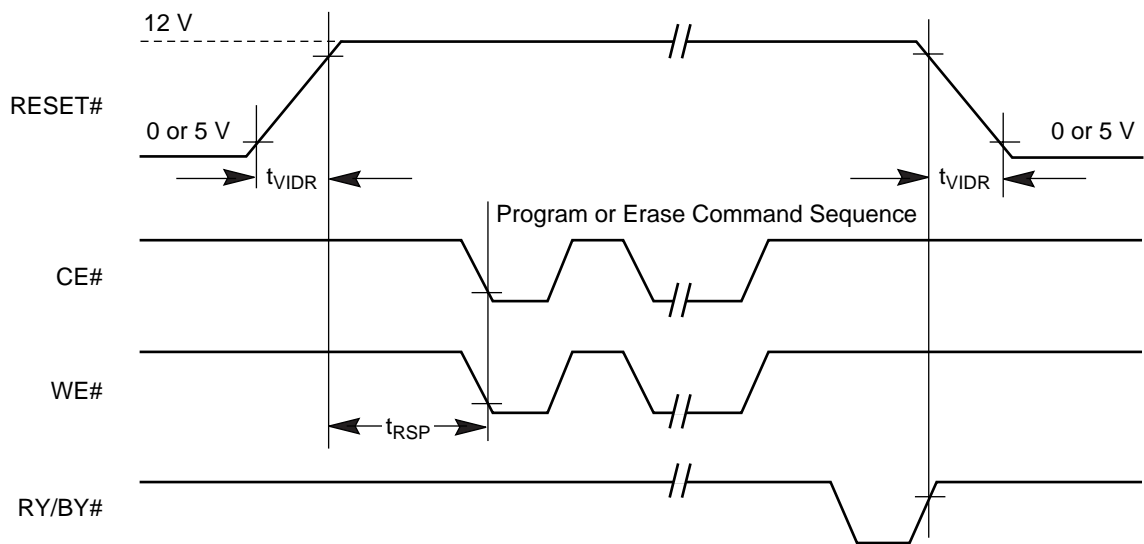 12 V
RESET#
0 or 5 V
0 or 5 V
tVIDR
tVIDR
Program or Erase Command Sequence
CE#
WE#
tRSP
RY/BY#